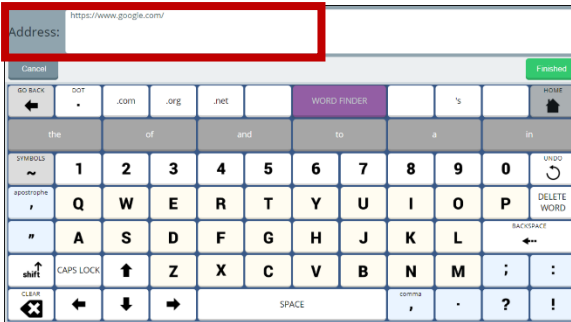 https://www.google.com/
Address:
Cancel Finished
GO BACK DOT . .com .org .net WORD FINDER 's HOME
the of and to a in
SYMBOLS ~ 1 2 3 4 5 6 7 8 9 0 UNDO
apostrophe , Q W E R T Y U I O P DELETE WORD
" A S D F G H J K L BACKSPACE
shift CAPS LOCK Z X C V B N M ; :
CLEAR SPACE comma , . ? !